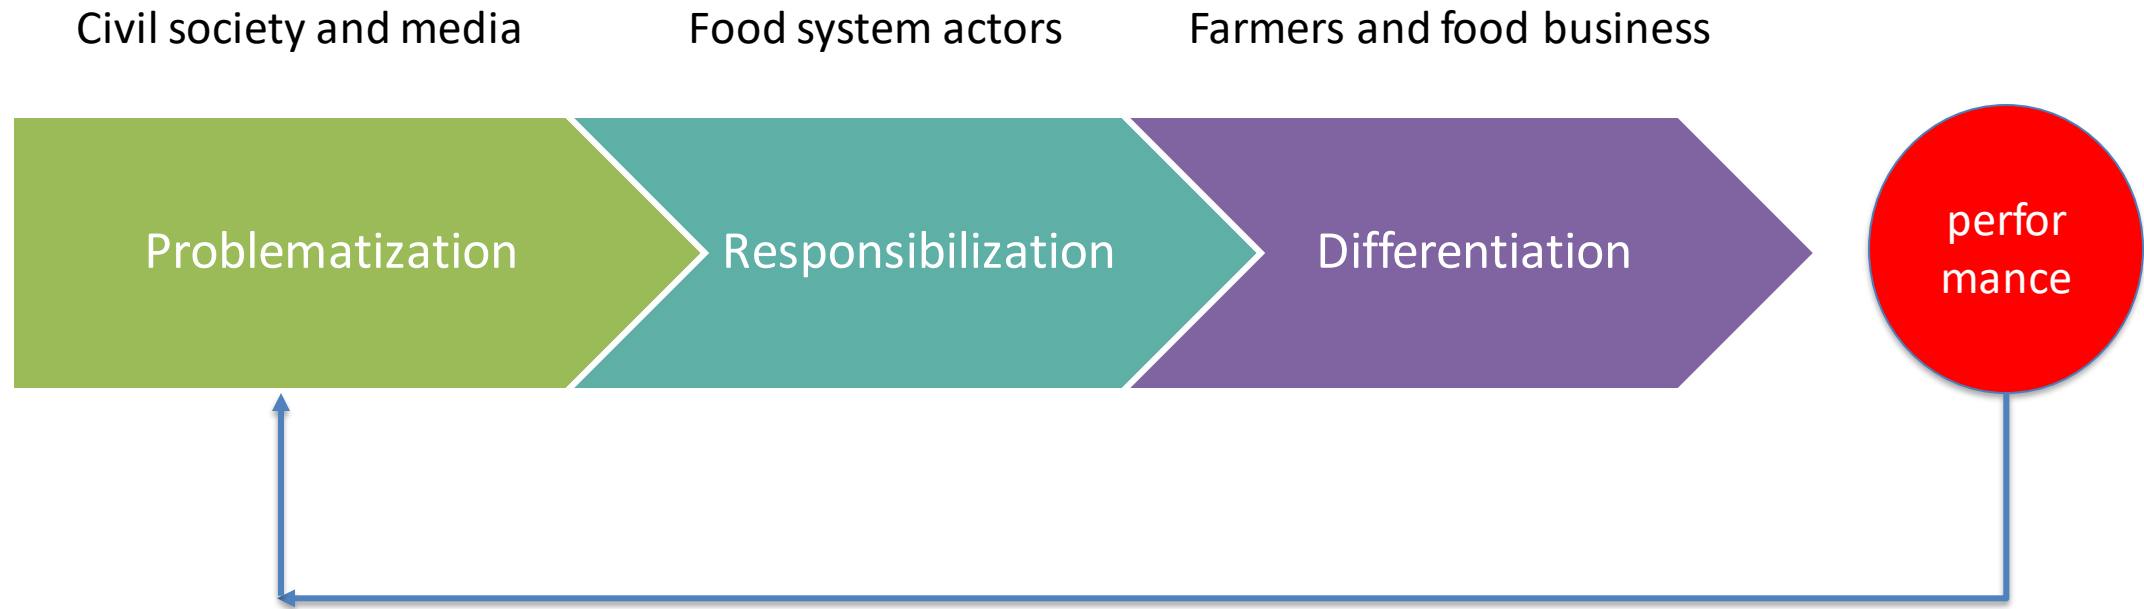 Civil society and media
Food system actors
Farmers and food business
Problematization
Responsibilization
Differentiation
perfor
mance